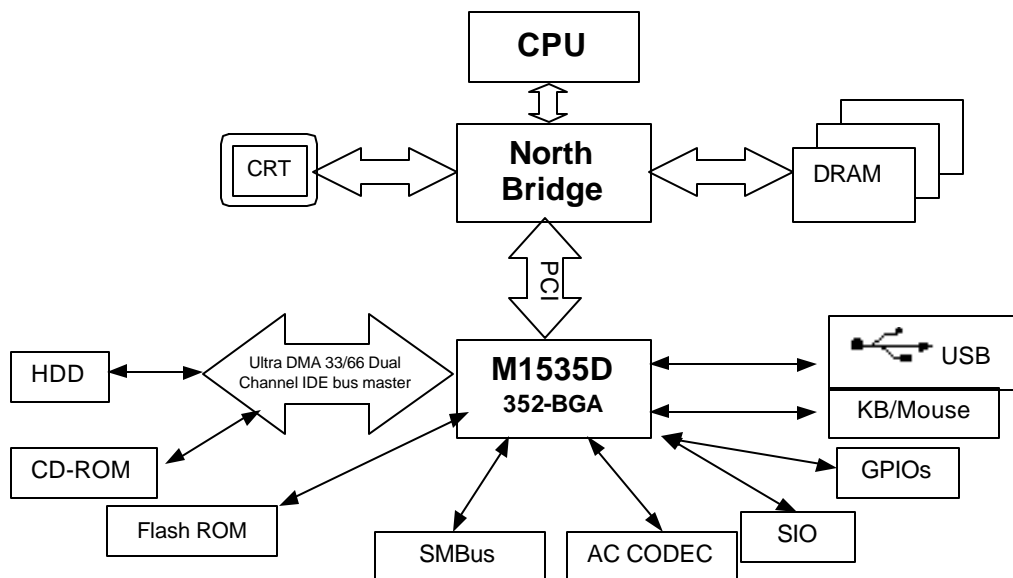 CPU
North
Bridge
CRT
DRAM
PCI
Ultra DMA 33/66 Dual
Channel IDE bus master
M1535D
352-BGA
HDD
USB
KB/Mouse
CD-ROM
GPIOs
Flash ROM
SIO
SMBus
AC CODEC